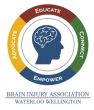 EDUCATE
ADVOCATE
CONNECT
EMPOWER
BRAIN INJURY ASSOCIATION
WATERLOO WELLINGTON